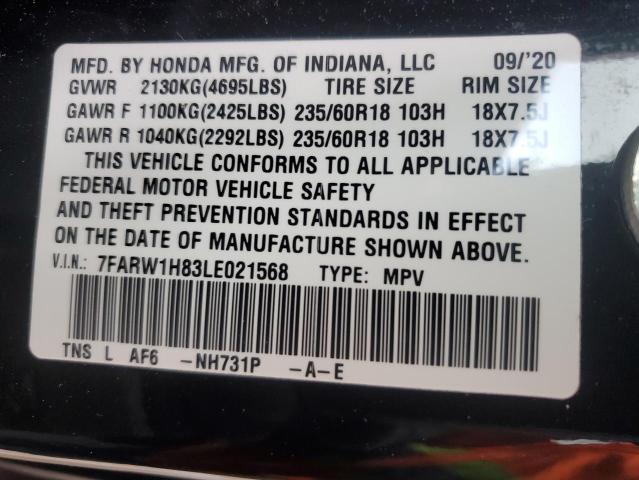 MFD. BY HONDA MFG. OF INDIANA, LLC 09/'20
GVWR 2130KG(4695LBS) TIRE SIZE RIM SIZE
GAWR F 1100KG(2425LBS) 235/60R18 103H 18X7.5J
GAWR R 1040KG(2292LBS) 235/60R18 103H 18X7.5J
THIS VEHICLE CONFORMS TO ALL APPLICABLE
FEDERAL MOTOR VEHICLE SAFETY
AND THEFT PREVENTION STANDARDS IN EFFECT
ON THE DATE OF MANUFACTURE SHOWN ABOVE.
V.I.N.: 7FARW1H83LE021568 TYPE: MPV
TNS L AF6 -NH731P -A-E